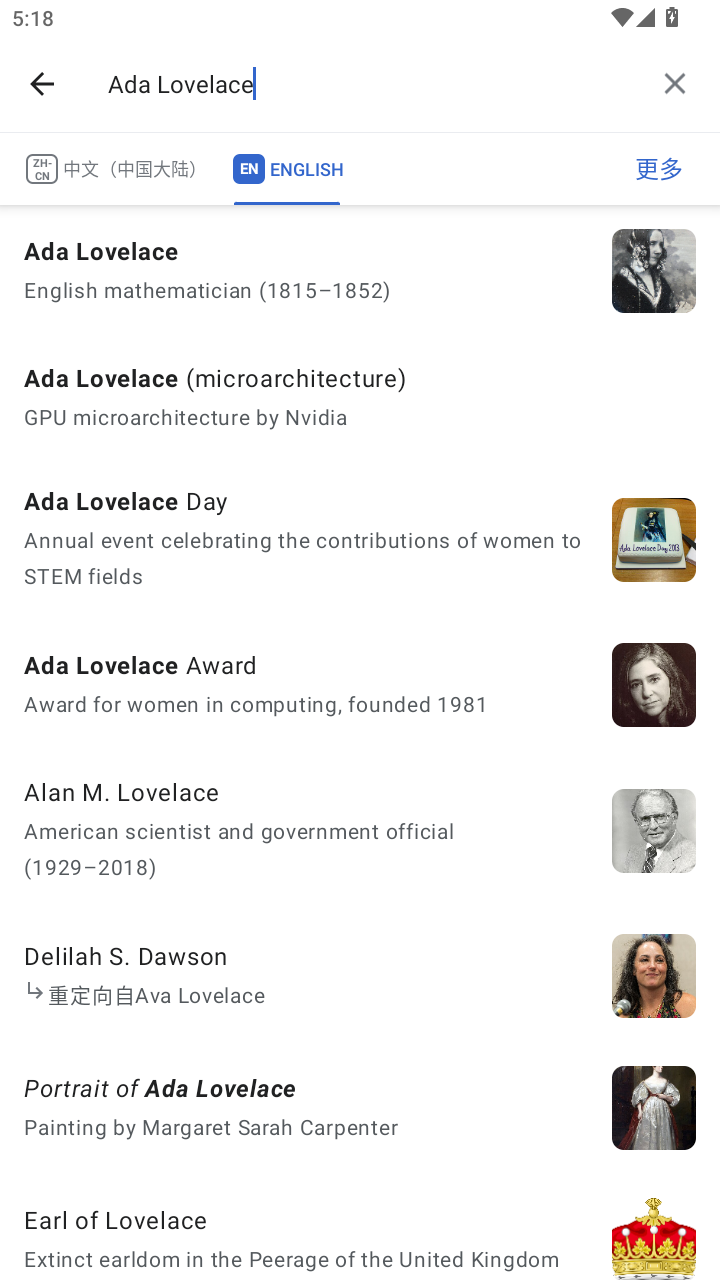 5:18
Ada Lovelace
ZH-CN 中文（中国大陆） EN ENGLISH 更多
Ada Lovelace
English mathematician (1815–1852)
Ada Lovelace (microarchitecture)
GPU microarchitecture by Nvidia
Ada Lovelace Day
Annual event celebrating the contributions of women to
STEM fields
Ada Lovelace Day 2013
Ada Lovelace Award
Award for women in computing, founded 1981
Alan M. Lovelace
American scientist and government official
(1929–2018)
Delilah S. Dawson
重定向自Ava Lovelace
Portrait of Ada Lovelace
Painting by Margaret Sarah Carpenter
Earl of Lovelace
Extinct earldom in the Peerage of the United Kingdom